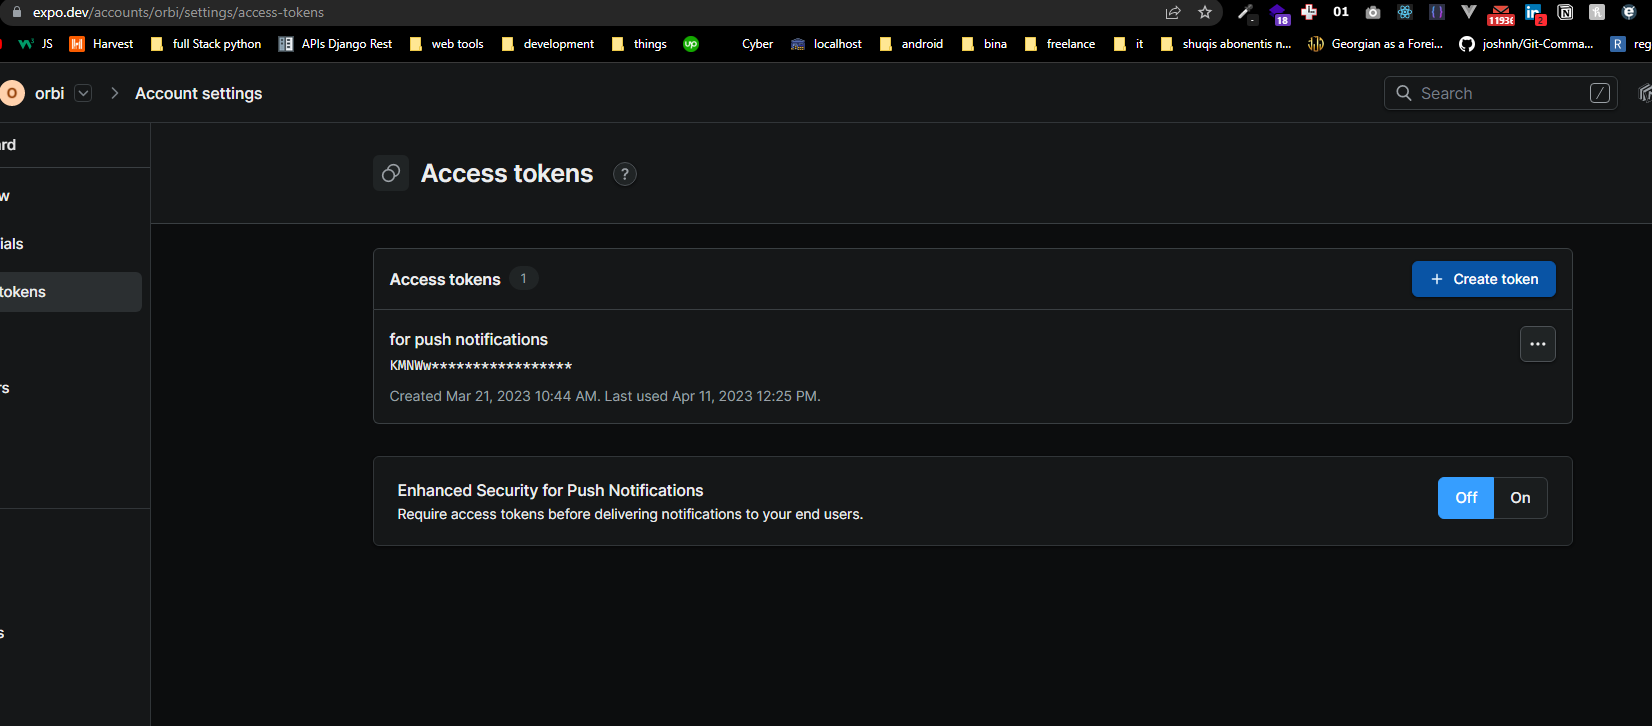 expo.dev/accounts/orbi/settings/access-tokens
18 01 1193 2
JS Harvest full Stack python APIs Django Rest web tools development things up Cyber localhost android bina freelance it shuqis abonentis n... Georgian as a Forei... joshnh/Git-Comma... R reg
O orbi > Account settings
Search /
rd
Access tokens ?
w
ials
tokens
Access tokens 1
+ Create token
for push notifications
KMNWw*****************
...
Created Mar 21, 2023 10:44 AM. Last used Apr 11, 2023 12:25 PM.
rs
Enhanced Security for Push Notifications
Require access tokens before delivering notifications to your end users.
Off On
s